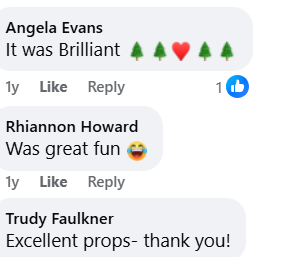 Angela Evans
It was Brilliant 🌲🌲❤️🌲🌲
1y Like Reply 1
Rhiannon Howard
Was great fun 😂
1y Like Reply
Trudy Faulkner
Excellent props- thank you!